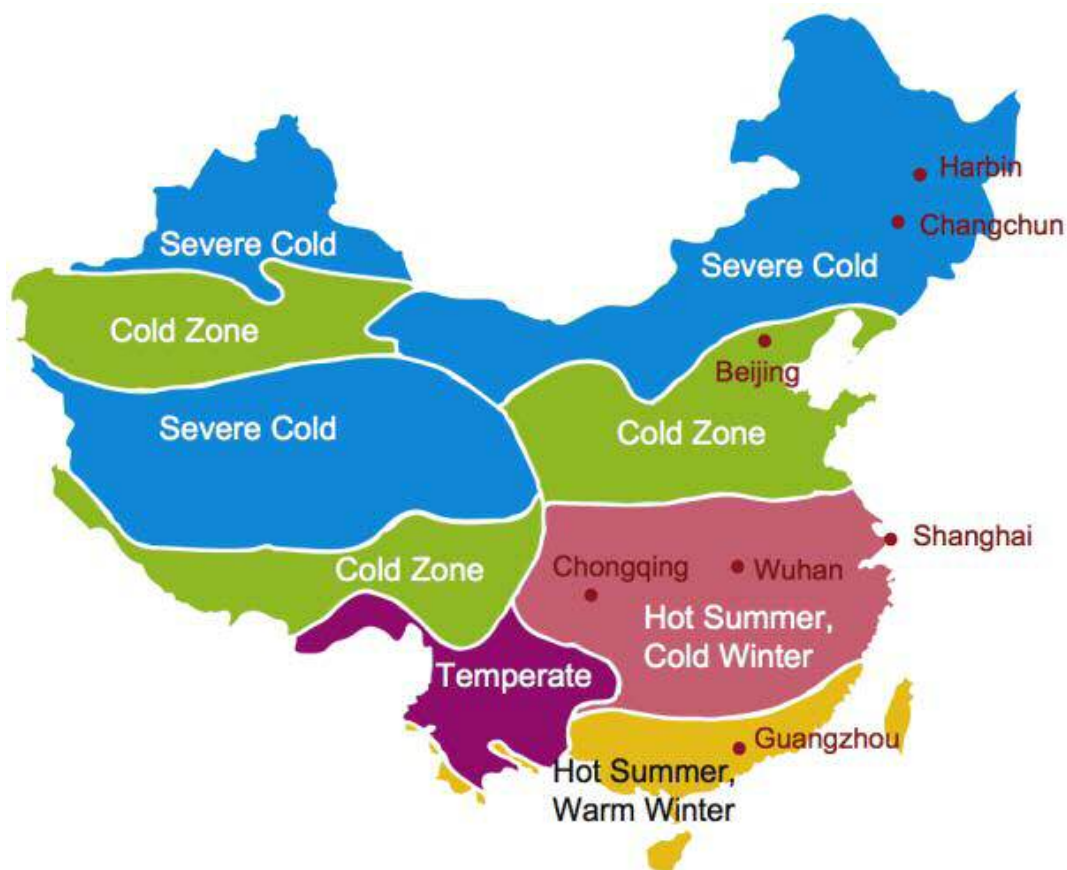 Harbin
Changchun
Severe Cold
Severe Cold
Cold Zone
Beijing
Severe Cold
Cold Zone
Shanghai
Chongqing
Wuhan
Cold Zone
Hot Summer,
Cold Winter
Temperate
Guangzhou
Hot Summer,
Warm Winter